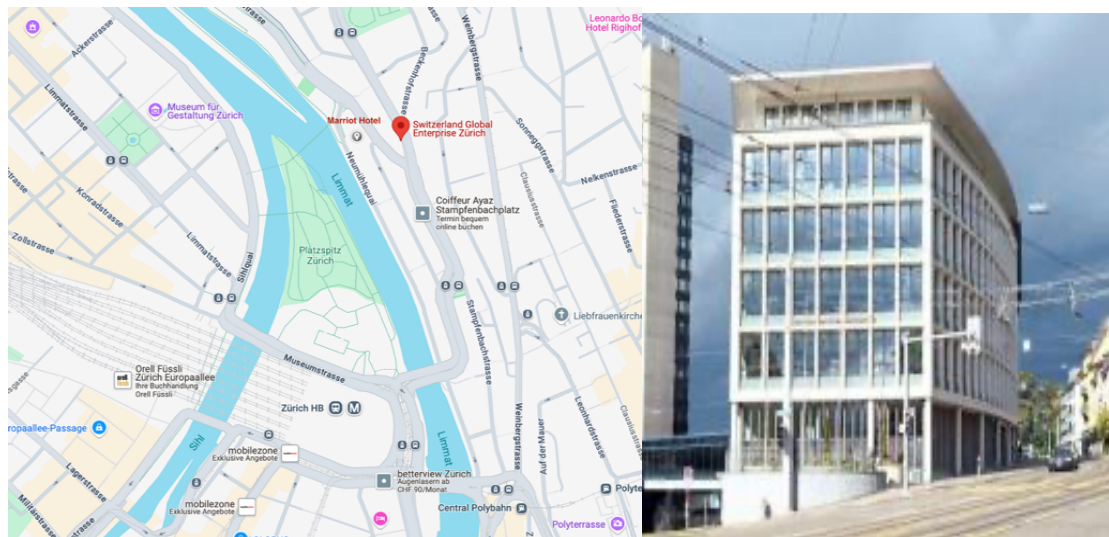 Leonardo Bo
Hotel Rigihof
Ackerstrasse
Limmatstrasse
Beckenhofstrasse
Weinbergstrasse
Museum für
Gestaltung Zürich
Marriot Hotel
Switzerland Global
Enterprise Zürich
Sonneggstrasse
Neumühlequai
Limmat
Nelkenstrasse
Clausiusstrasse
Konradstrasse
Coiffeur Ayaz
Stampfenbachplatz
Termin bequem
online buchen
Fliederstrasse
Zollstrasse
Limmatstrasse
Sihlquai
Platzspitz
Zürich
Liebfrauenkirche
Stampfenbachstrasse
Museumstrasse
Orell Füssli
Zürich Europaallee
Ihre Buchhandlung
Orell Füssli
Zürich HB
M
Leonhardstrasse
Clausiusstrasse
Weinbergstrasse
Auf der Mauer
uropaallee-Passage
Sihl
Limmat
mobilezone
Exklusive Angebote
Lagerstrasse
betterview Zürich
Augenlasern ab
CHF 90/Monat
Polyte
Militärstrasse
mobilezone
Exklusive Angebote
Central Polybahn
Polyterrasse